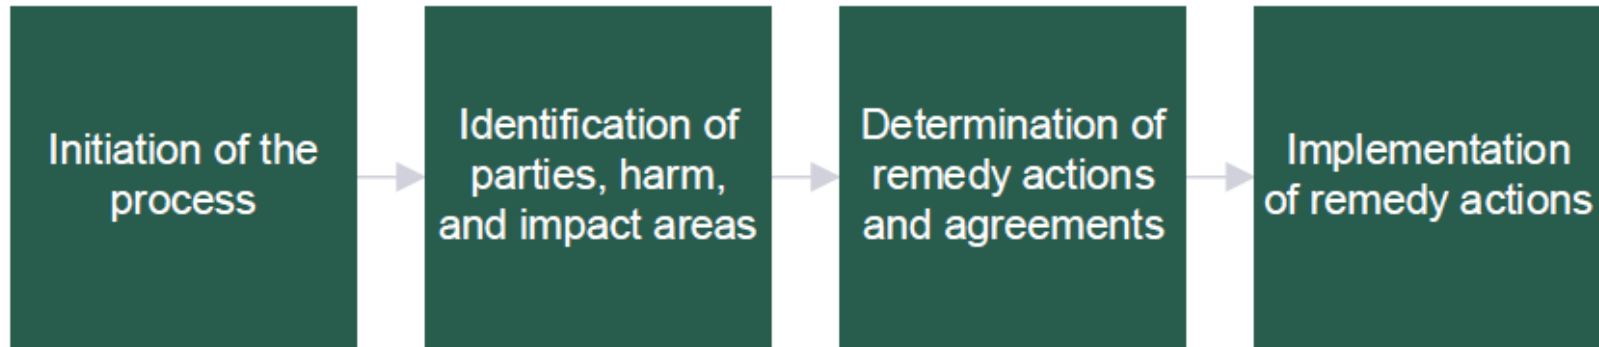 Initiation of the
process
Identification of
parties, harm,
and impact areas
Determination of
remedy actions
and agreements
Implementation
of remedy actions